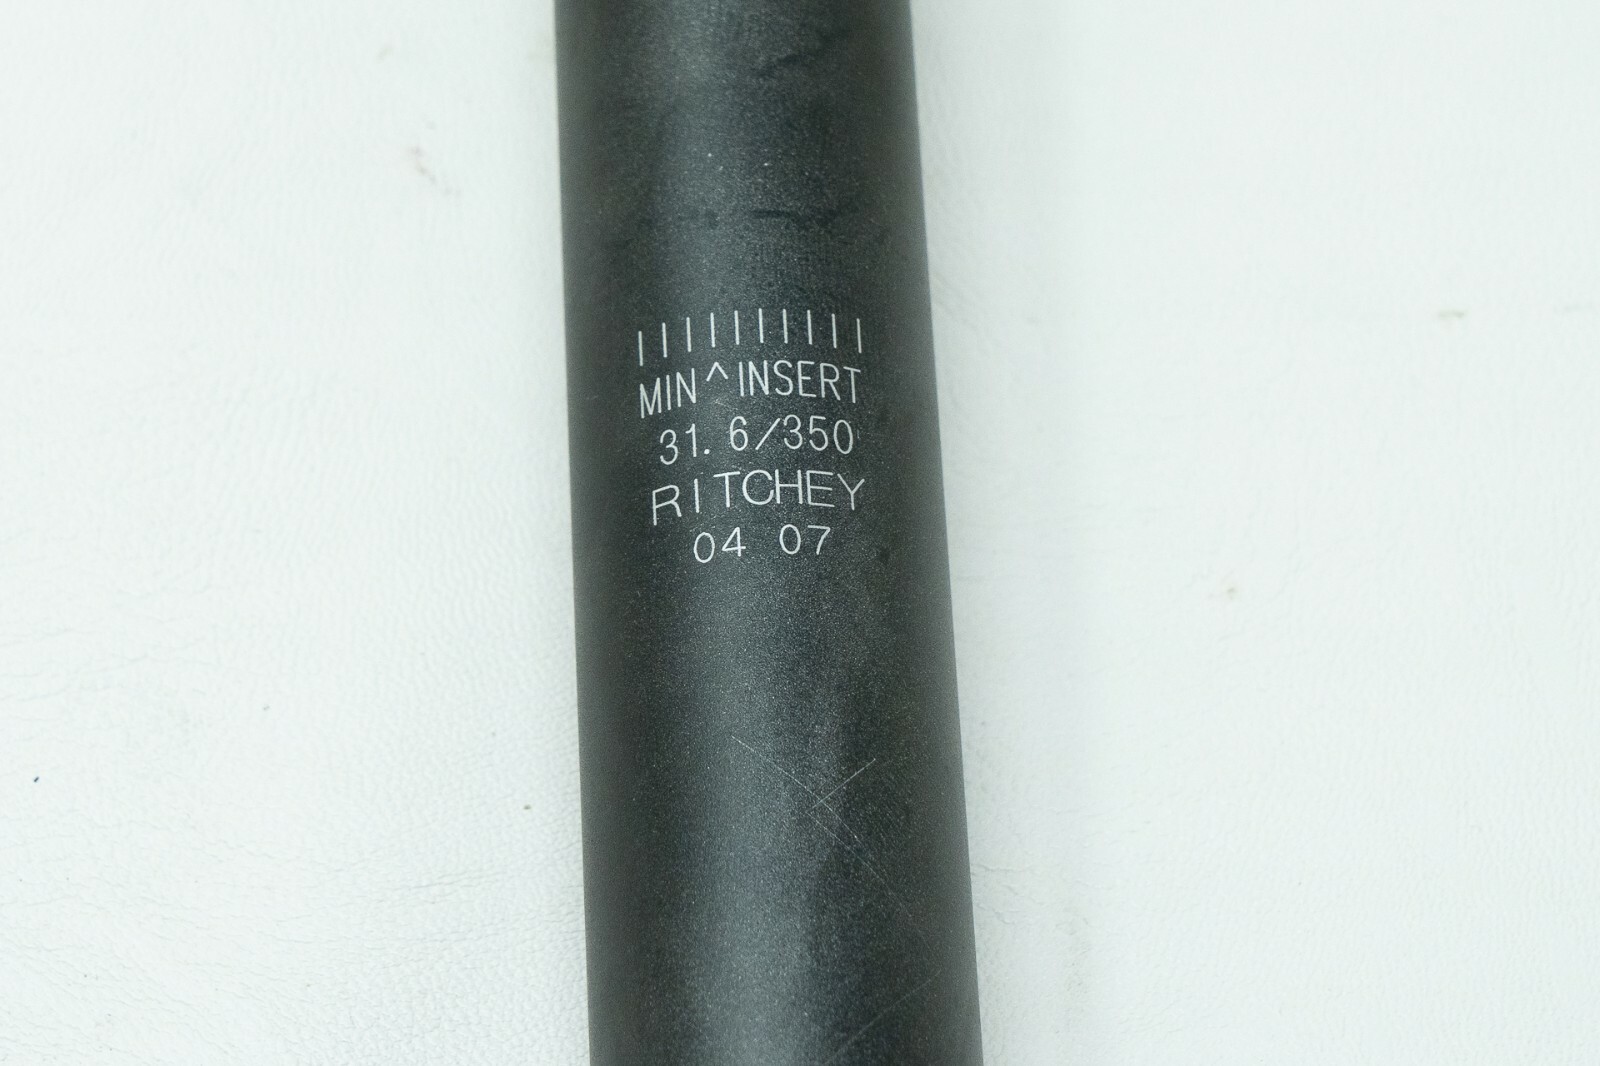 MIN ^ INSERT
31.6/350
RITCHEY
04 07